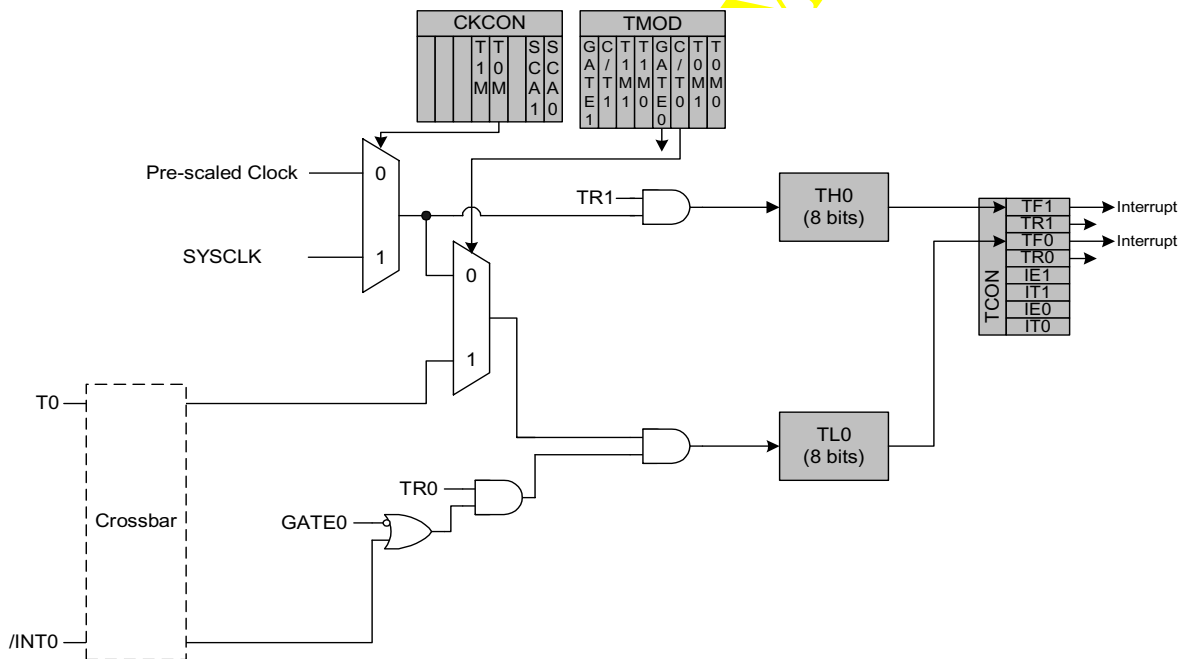 CKCON
T1M
T0M
SCA1
SCA0
TMOD
GATE1
C/T1
T1M1
T1M0
GATE0
C/T0
T0M1
T0M0
Pre-scaled Clock
0
SYSCLK
1
TR1
TH0
(8 bits)
TCON
TF1
TR1
TF0
TR0
IE1
IT1
IE0
IT0
Interrupt
Interrupt
0
1
T0
Crossbar
TL0
(8 bits)
TR0
GATE0
/INT0